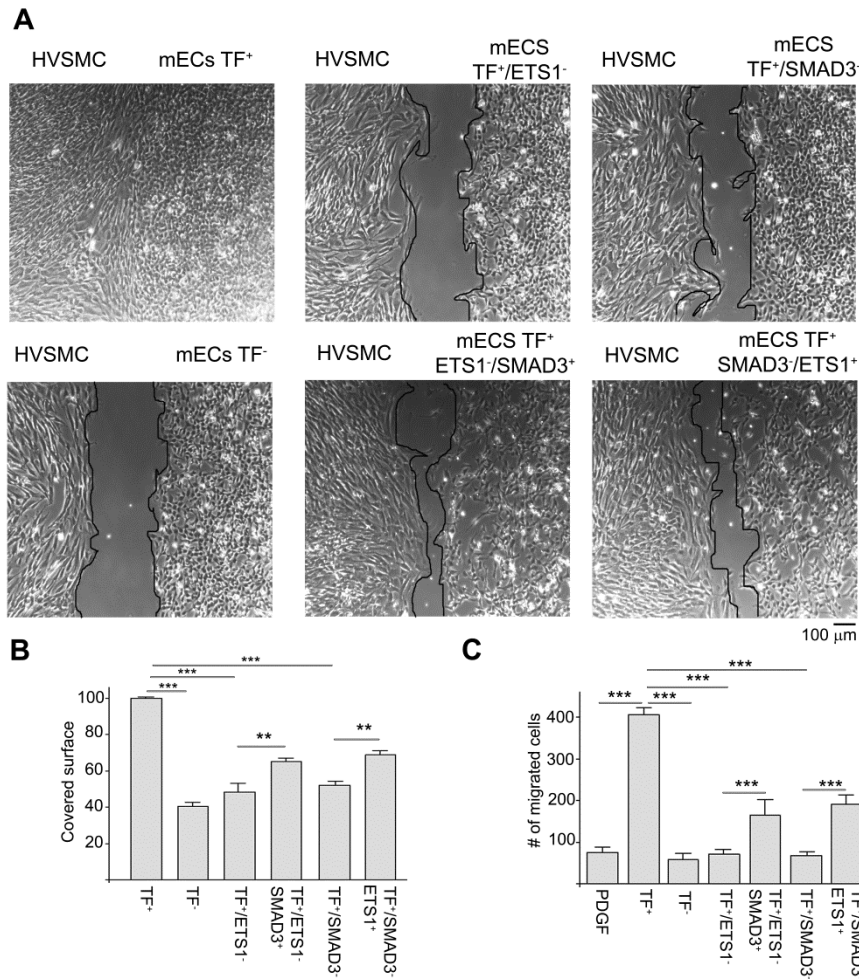 A
HVSMC mECs TF⁺
HVSMC mECS
TF⁺/ETS1⁻
HVSMC mECS
TF⁺/SMAD3⁻
HVSMC mECs TF⁻
HVSMC mECS TF⁺
ETS1⁻/SMAD3⁺
HVSMC mECS TF⁺
SMAD3⁻/ETS1⁺
100 μm
B
***
***
***
**
**
Covered surface
100
80
60
40
20
TF⁺
TF⁻
TF⁺/ETS1⁻
TF⁺/ETS1⁻
SMAD3⁺
TF⁺/SMAD3⁻
TF⁺/SMAD3⁻
ETS1⁺
C
***
***
*** ***
***
***
# of migrated cells
400
300
200
100
PDGF
TF⁺
TF⁻
TF⁺/ETS1⁻
TF⁺/ETS1⁻
SMAD3⁺
TF⁺/SMAD3⁻
TF⁺/SMAD3⁻
ETS1⁺